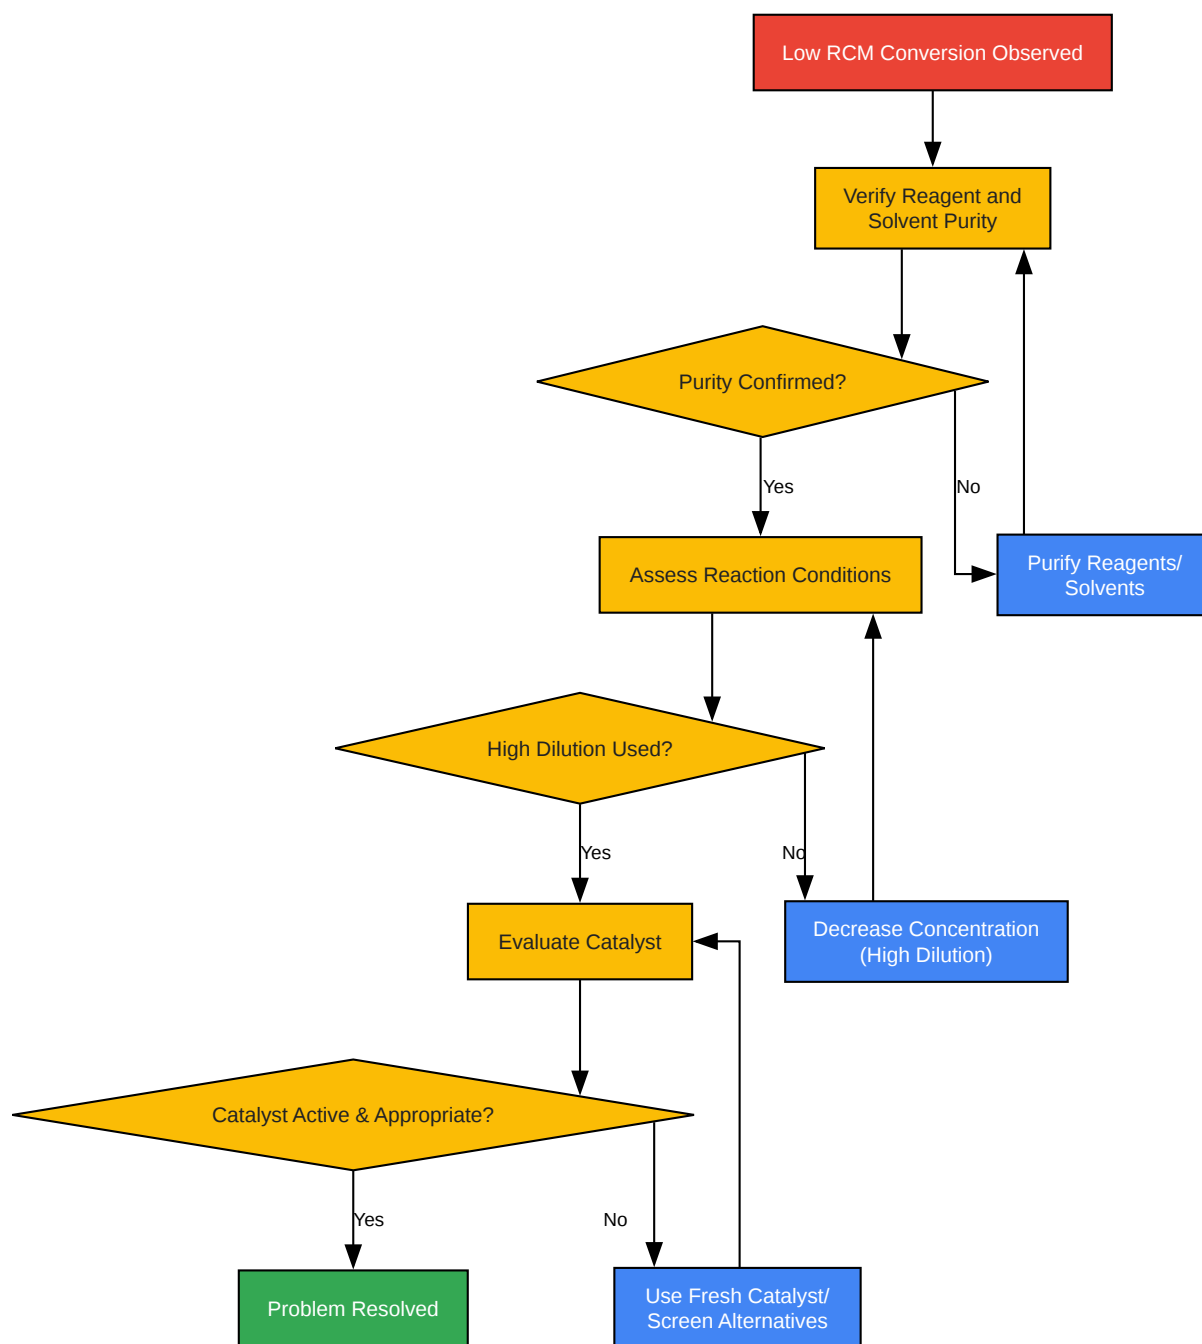 Low RCM Conversion Observed
Verify Reagent and
Solvent Purity
Purity Confirmed?
Yes
No
Assess Reaction Conditions
Purify Reagents/
Solvents
High Dilution Used?
Yes
No
Evaluate Catalyst
Decrease Concentration
(High Dilution)
Catalyst Active & Appropriate?
Yes
No
Problem Resolved
Use Fresh Catalyst/
Screen Alternatives